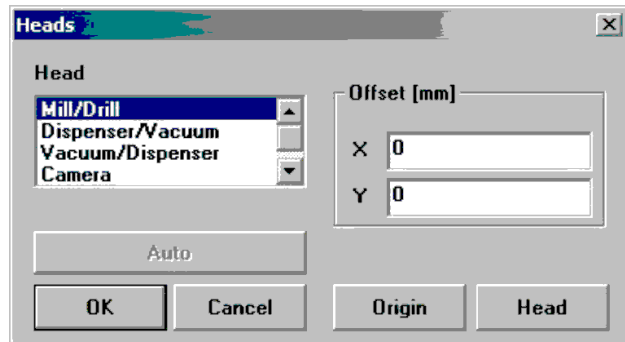 Heads
Head
Mill/Drill
Dispenser/Vacuum
Vacuum/Dispenser
Camera
Offset [mm]
X 0
Y 0
Auto
OK Cancel Origin Head